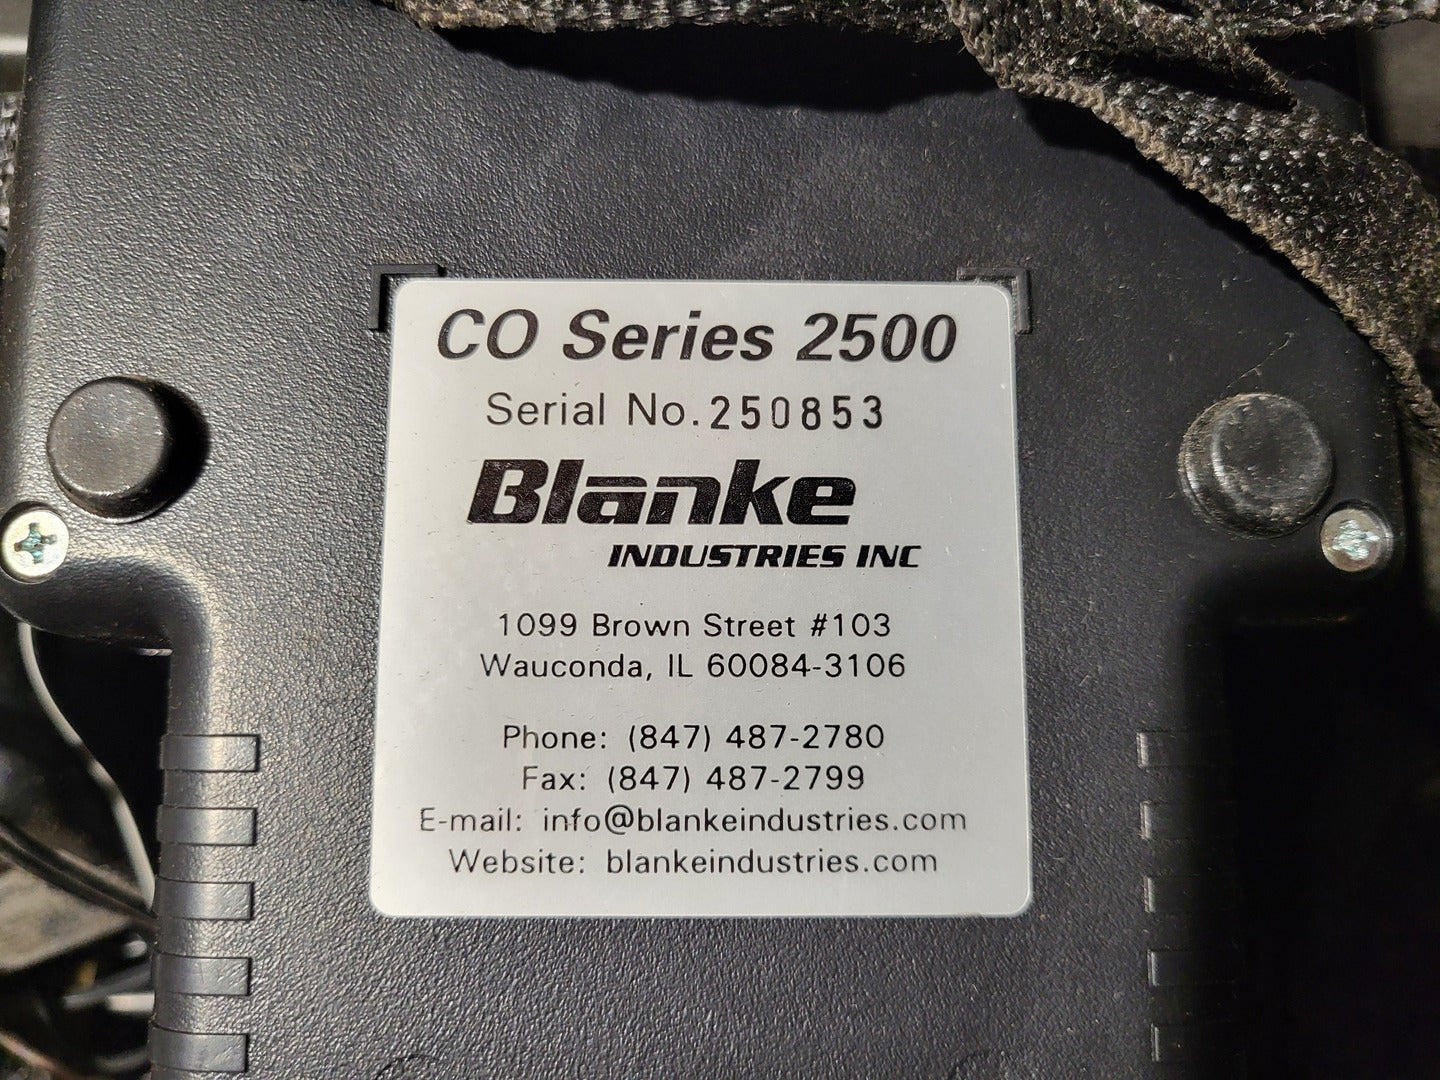 CO Series 2500
Serial No. 250853
Blanke
INDUSTRIES INC
1099 Brown Street #103
Wauconda, IL 60084-3106
Phone: (847) 487-2780
Fax: (847) 487-2799
E-mail: info@blankeindustries.com
Website: blankeindustries.com